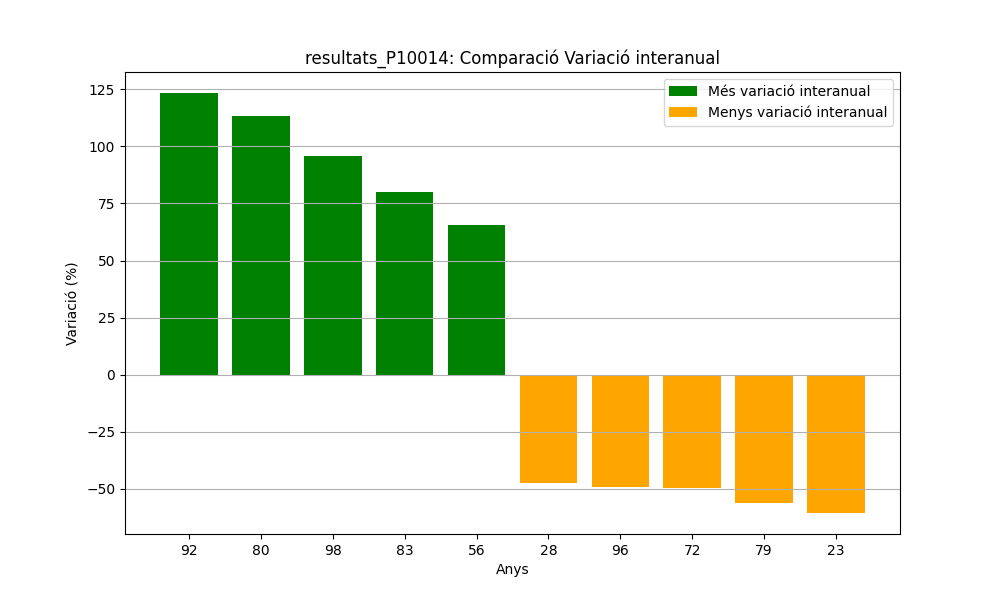 resultats_P10014: Comparació Variació interanual
Més variació interanual
Menys variació interanual
Variació (%)
125
100
75
50
25
0
−25
−50
92 80 98 83 56 28 96 72 79 23
Anys